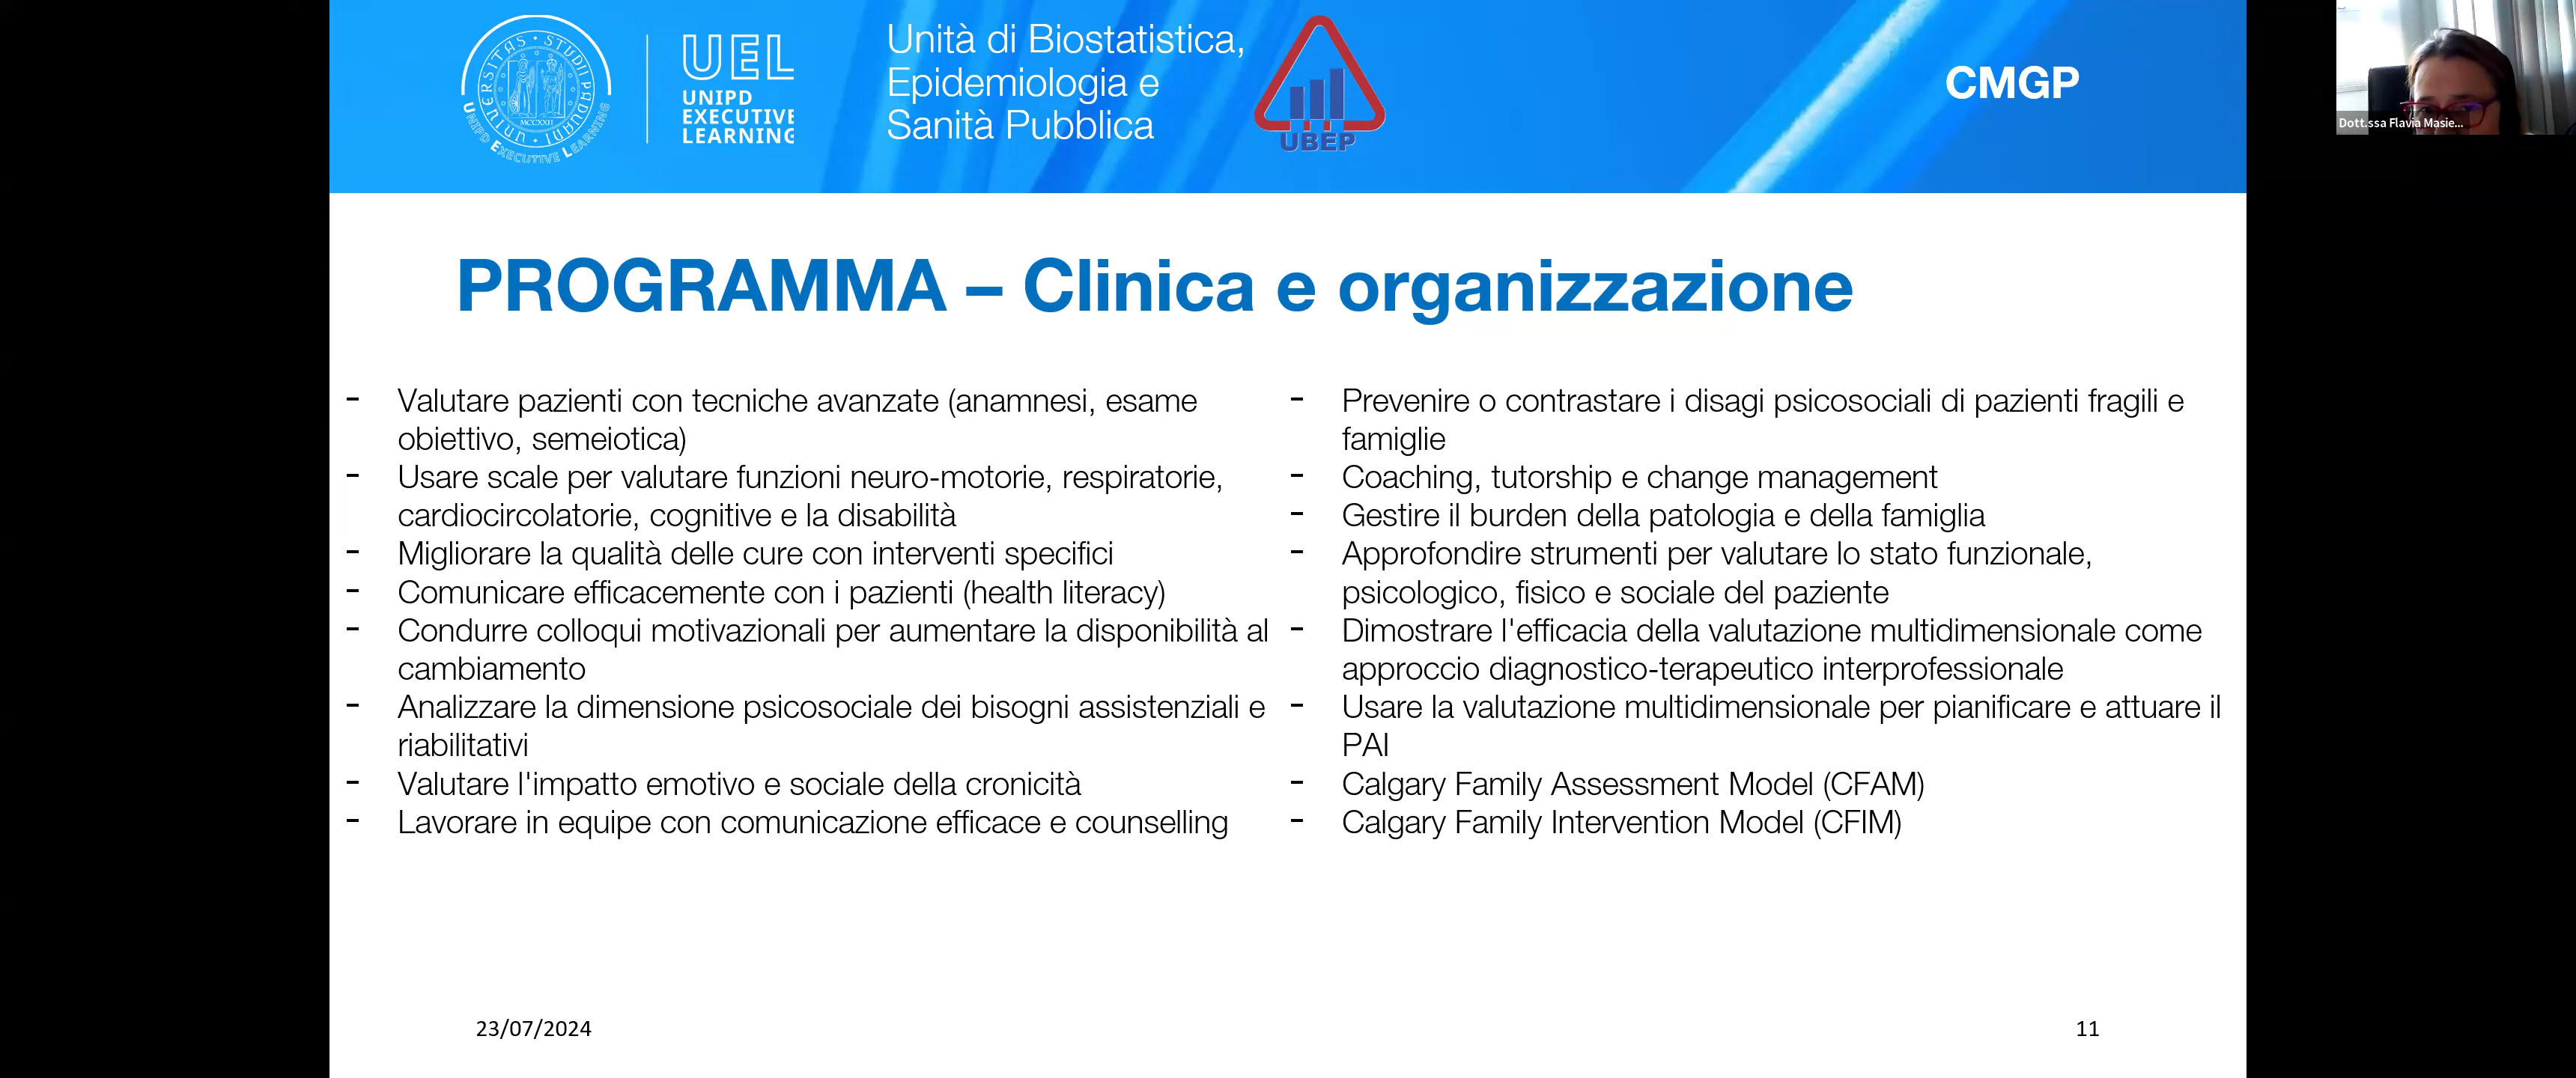 UNIVERSITAS STUDII PADUANI
MCCXXII
UNIPD EXECUTIVE LEARNING
UEL
UNIPD
EXECUTIVE
LEARNING
Unità di Biostatistica,
Epidemiologia e
Sanità Pubblica
UBEP
CMGP
Dott.ssa Flavia Masie...
PROGRAMMA – Clinica e organizzazione
- Valutare pazienti con tecniche avanzate (anamnesi, esame
obiettivo, semeiotica)
- Usare scale per valutare funzioni neuro-motorie, respiratorie,
cardiocircolatorie, cognitive e la disabilità
- Migliorare la qualità delle cure con interventi specifici
- Comunicare efficacemente con i pazienti (health literacy)
- Condurre colloqui motivazionali per aumentare la disponibilità al
cambiamento
- Analizzare la dimensione psicosociale dei bisogni assistenziali e
riabilitativi
- Valutare l'impatto emotivo e sociale della cronicità
- Lavorare in equipe con comunicazione efficace e counselling
- Prevenire o contrastare i disagi psicosociali di pazienti fragili e
famiglie
- Coaching, tutorship e change management
- Gestire il burden della patologia e della famiglia
- Approfondire strumenti per valutare lo stato funzionale,
psicologico, fisico e sociale del paziente
- Dimostrare l'efficacia della valutazione multidimensionale come
approccio diagnostico-terapeutico interprofessionale
- Usare la valutazione multidimensionale per pianificare e attuare il
PAI
- Calgary Family Assessment Model (CFAM)
- Calgary Family Intervention Model (CFIM)
23/07/2024
11